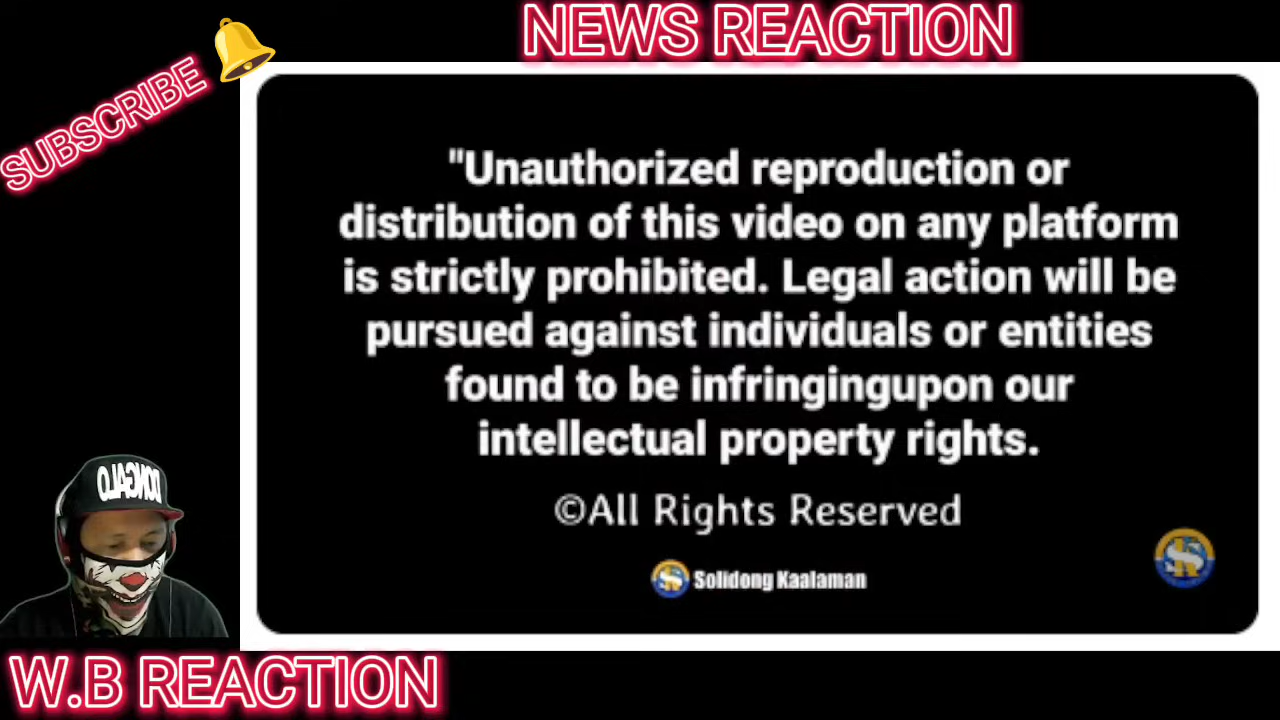 NEWS REACTION
SUBSCRIBE
"Unauthorized reproduction or
distribution of this video on any platform
is strictly prohibited. Legal action will be
pursued against individuals or entities
found to be infringingupon our
intellectual property rights.
©All Rights Reserved
Solidong Kaalaman
DONGALO
W.B REACTION